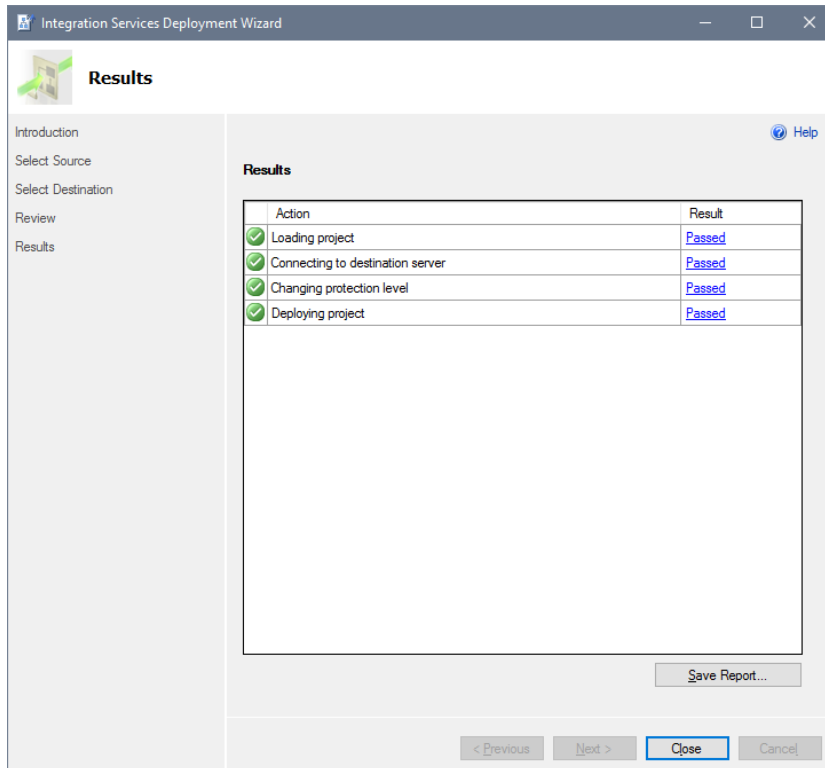 Integration Services Deployment Wizard
Results
Introduction
Select Source
Select Destination
Review
Results
Help
Results
Action Result
Loading project Passed
Connecting to destination server Passed
Changing protection level Passed
Deploying project Passed
Save Report...
< Previous Next > Close Cancel